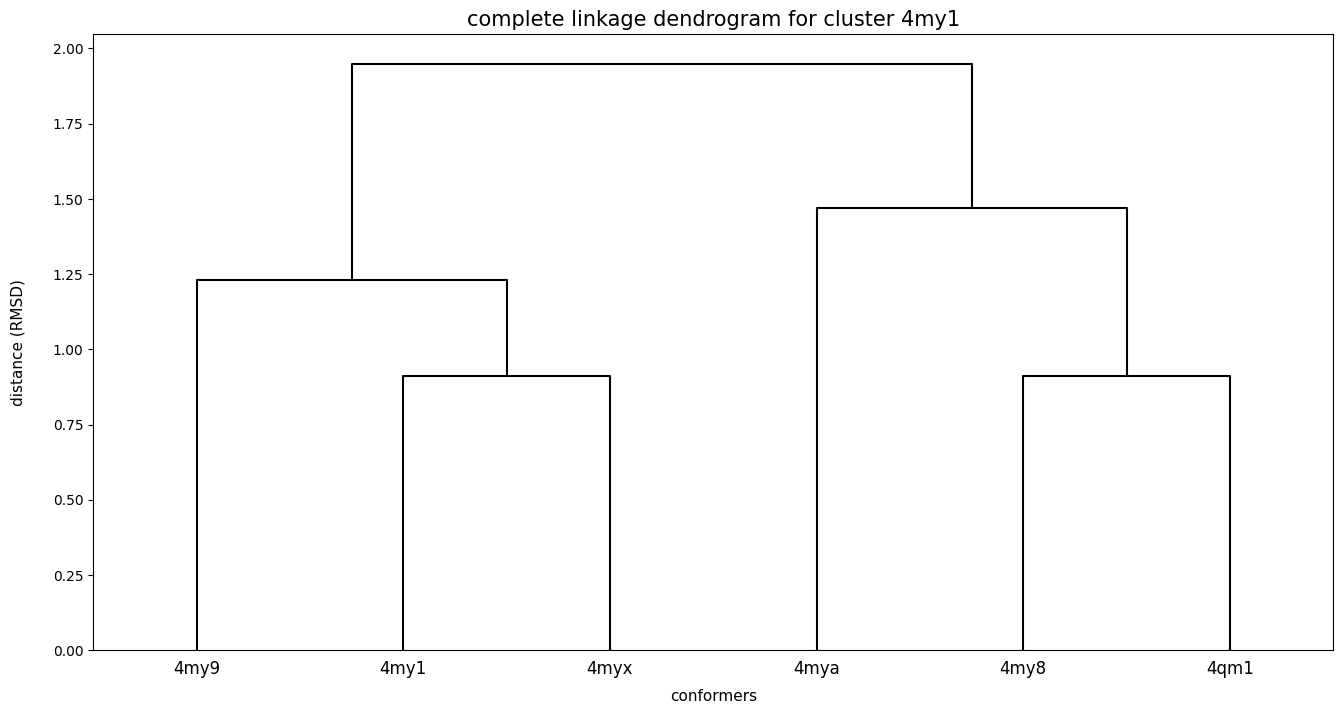 complete linkage dendrogram for cluster 4my1
2.00
1.75
1.50
1.25
1.00
0.75
0.50
0.25
0.00
distance (RMSD)
4my9 4my1 4myx 4mya 4my8 4qm1
conformers